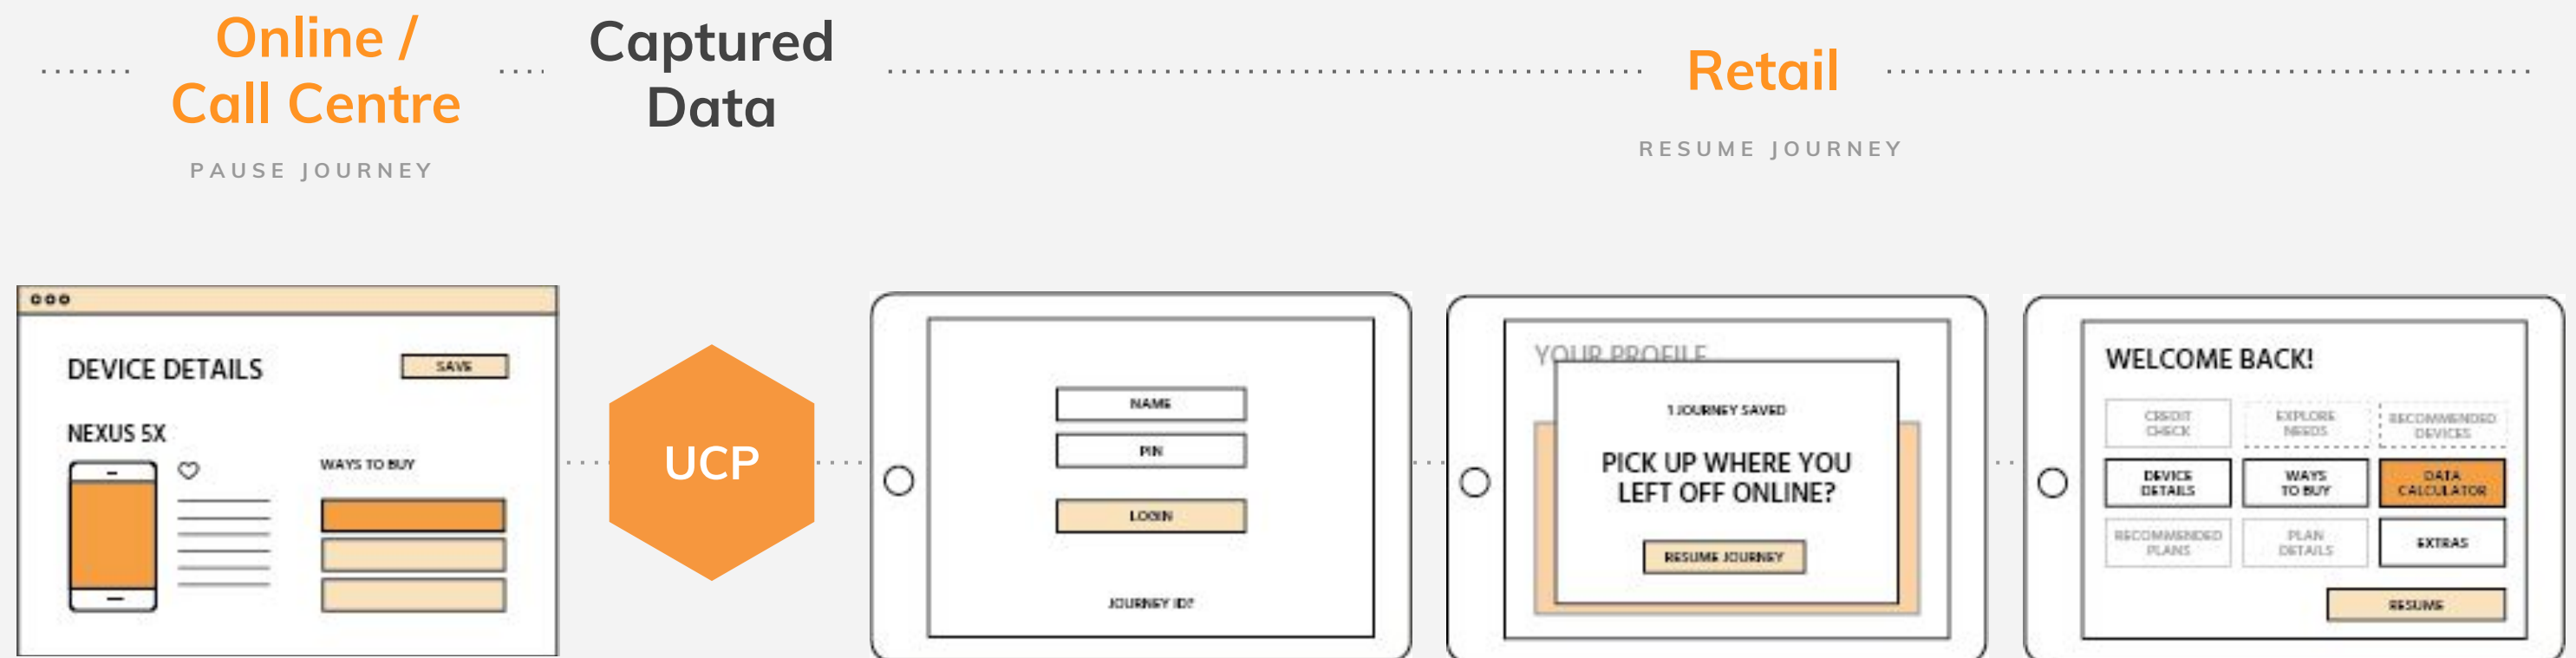 Online /
Call Centre
PAUSE JOURNEY
Captured
Data
Retail
RESUME JOURNEY
DEVICE DETAILS
SAVE
NEXUS 5X
WAYS TO BUY
UCP
NAME
PIN
LOGIN
JOURNEY ID?
YOUR PROFILE
1 JOURNEY SAVED
PICK UP WHERE YOU
LEFT OFF ONLINE?
RESUME JOURNEY
WELCOME BACK!
CREDIT
CHECK
EXPLORE
NEEDS
RECOMMENDED
DEVICES
DEVICE
DETAILS
WAYS
TO BUY
DATA
CALCULATOR
RECOMMENDED
PLANS
PLAN
DETAILS
EXTRAS
RESUME